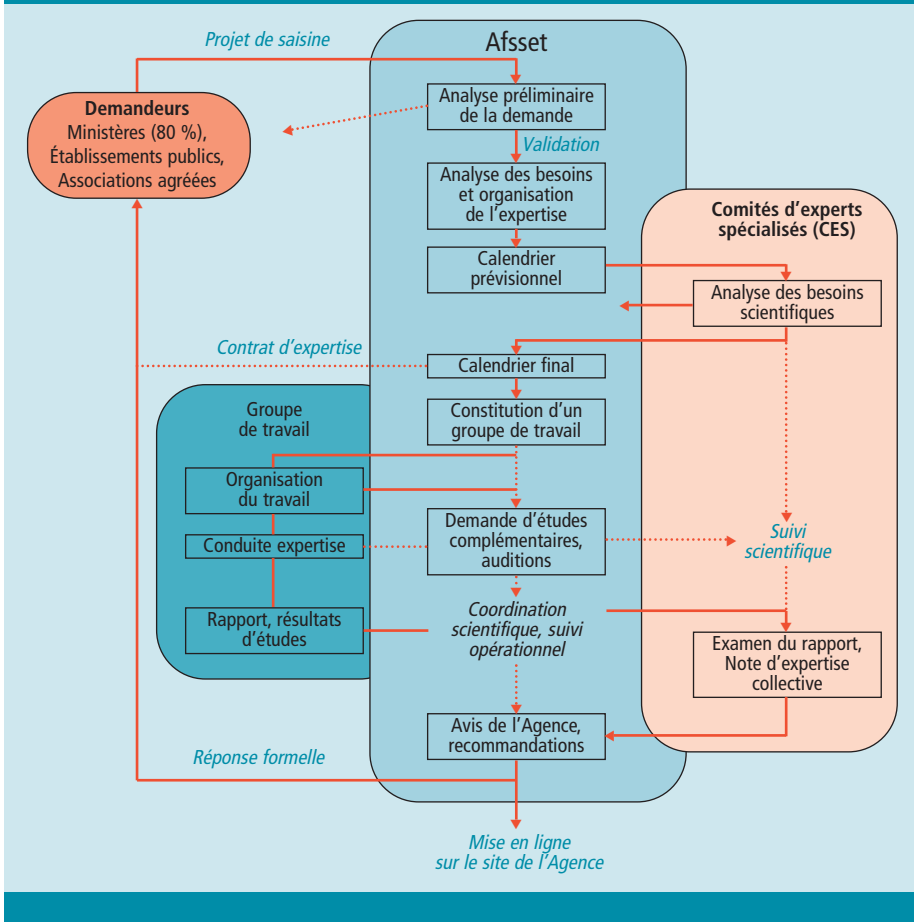 Projet de saisine
Afsset
Demandeurs
Ministères (80 %),
Établissements publics,
Associations agréées
Analyse préliminaire
de la demande
Validation
Analyse des besoins
et organisation
de l'expertise
Calendrier
prévisionnel
Comités d'experts
spécialisés (CES)
Analyse des besoins
scientifiques
Contrat d'expertise
Calendrier final
Constitution d'un
groupe de travail
Groupe
de travail
Organisation
du travail
Conduite expertise
Rapport, résultats
d'études
Demande d'études
complémentaires,
auditions
Suivi
scientifique
Coordination
scientifique, suivi
opérationnel
Examen du rapport,
Note d'expertise
collective
Avis de l'Agence,
recommandations
Réponse formelle
Mise en ligne
sur le site de l'Agence